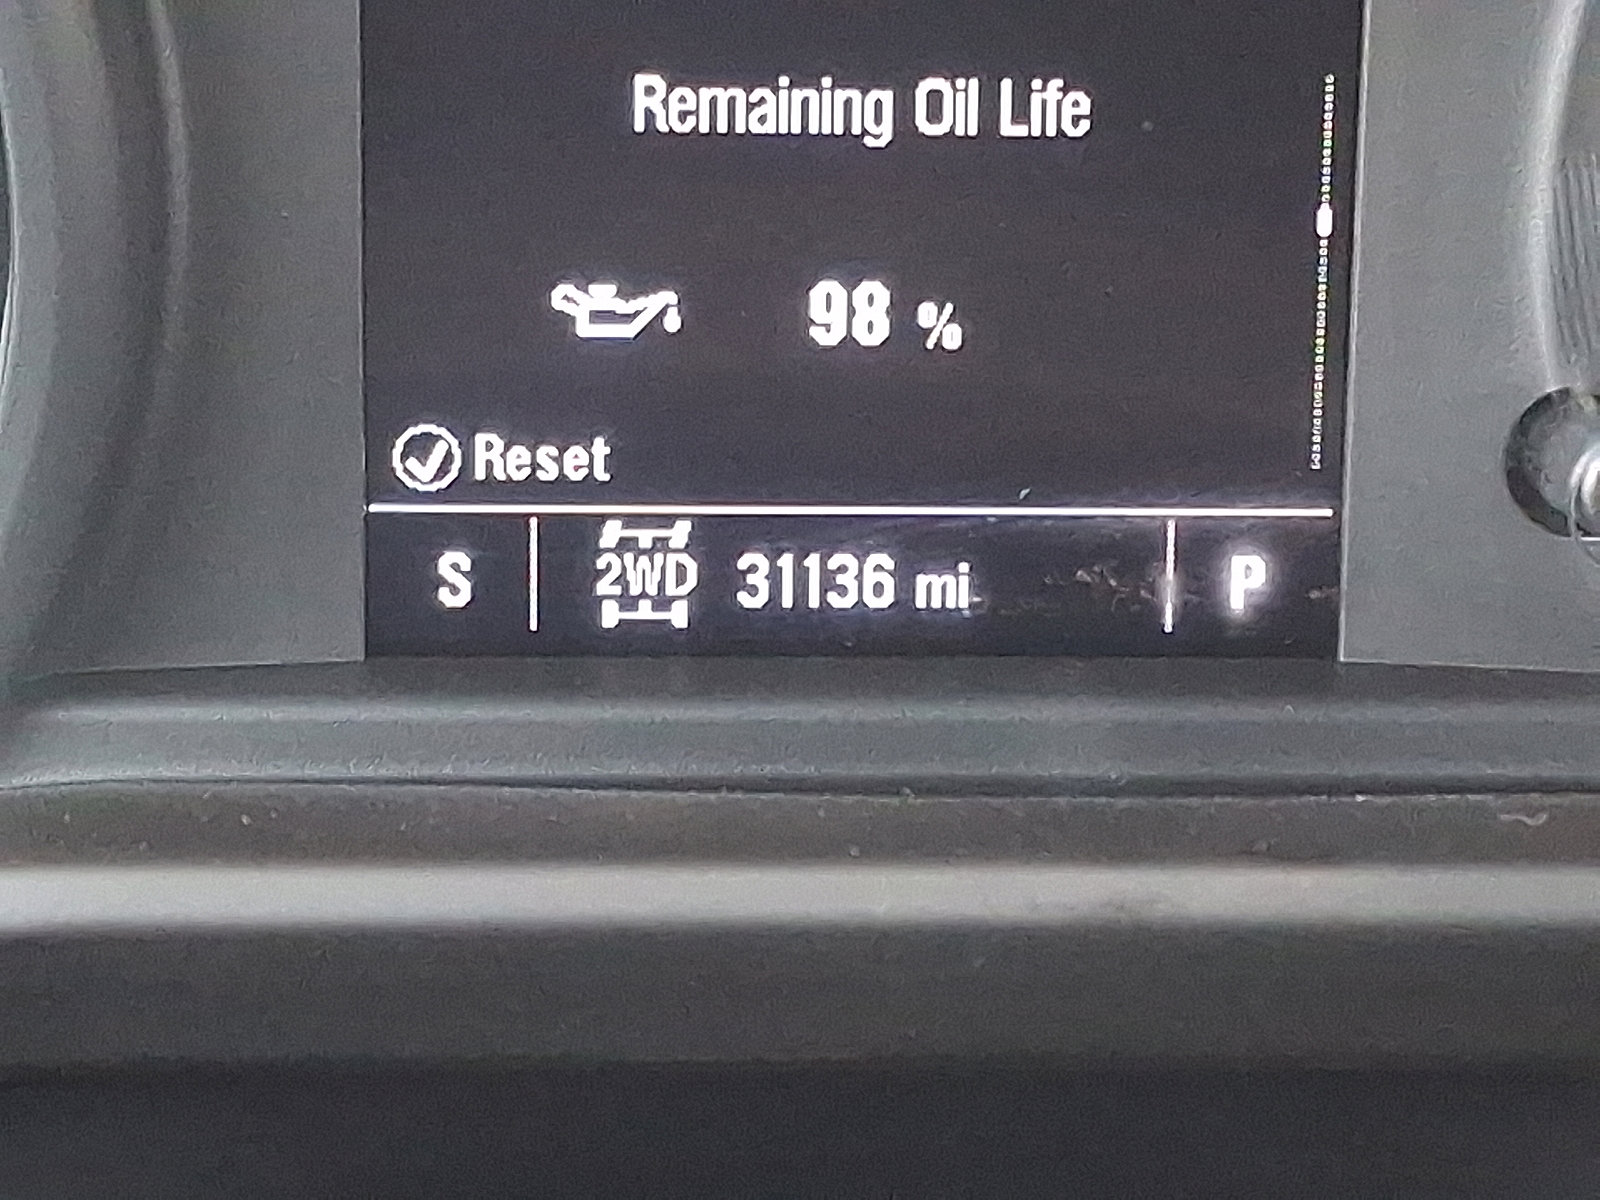 Remaining Oil Life
98 %
Reset
S 2WD 31136 mi P